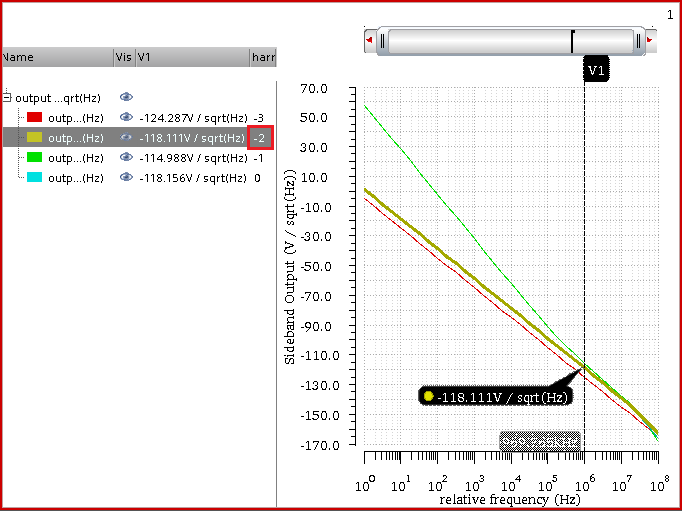 1
Name Vis V1 harr
output ...qrt(Hz)
outp...(Hz) -124.287V / sqrt(Hz) -3
outp...(Hz) -118.111V / sqrt(Hz) -2
outp...(Hz) -114.988V / sqrt(Hz) -1
outp...(Hz) -118.156V / sqrt(Hz) 0
V1
70.0
50.0
30.0
10.0
-10.0
-30.0
-50.0
-70.0
-90.0
-110.0
-130.0
-150.0
-170.0
Sideband Output (V / sqrt(Hz))
-118.111V / sqrt(Hz)
10^0 10^1 10^2 10^3 10^4 10^5 10^6 10^7 10^8
relative frequency (Hz)